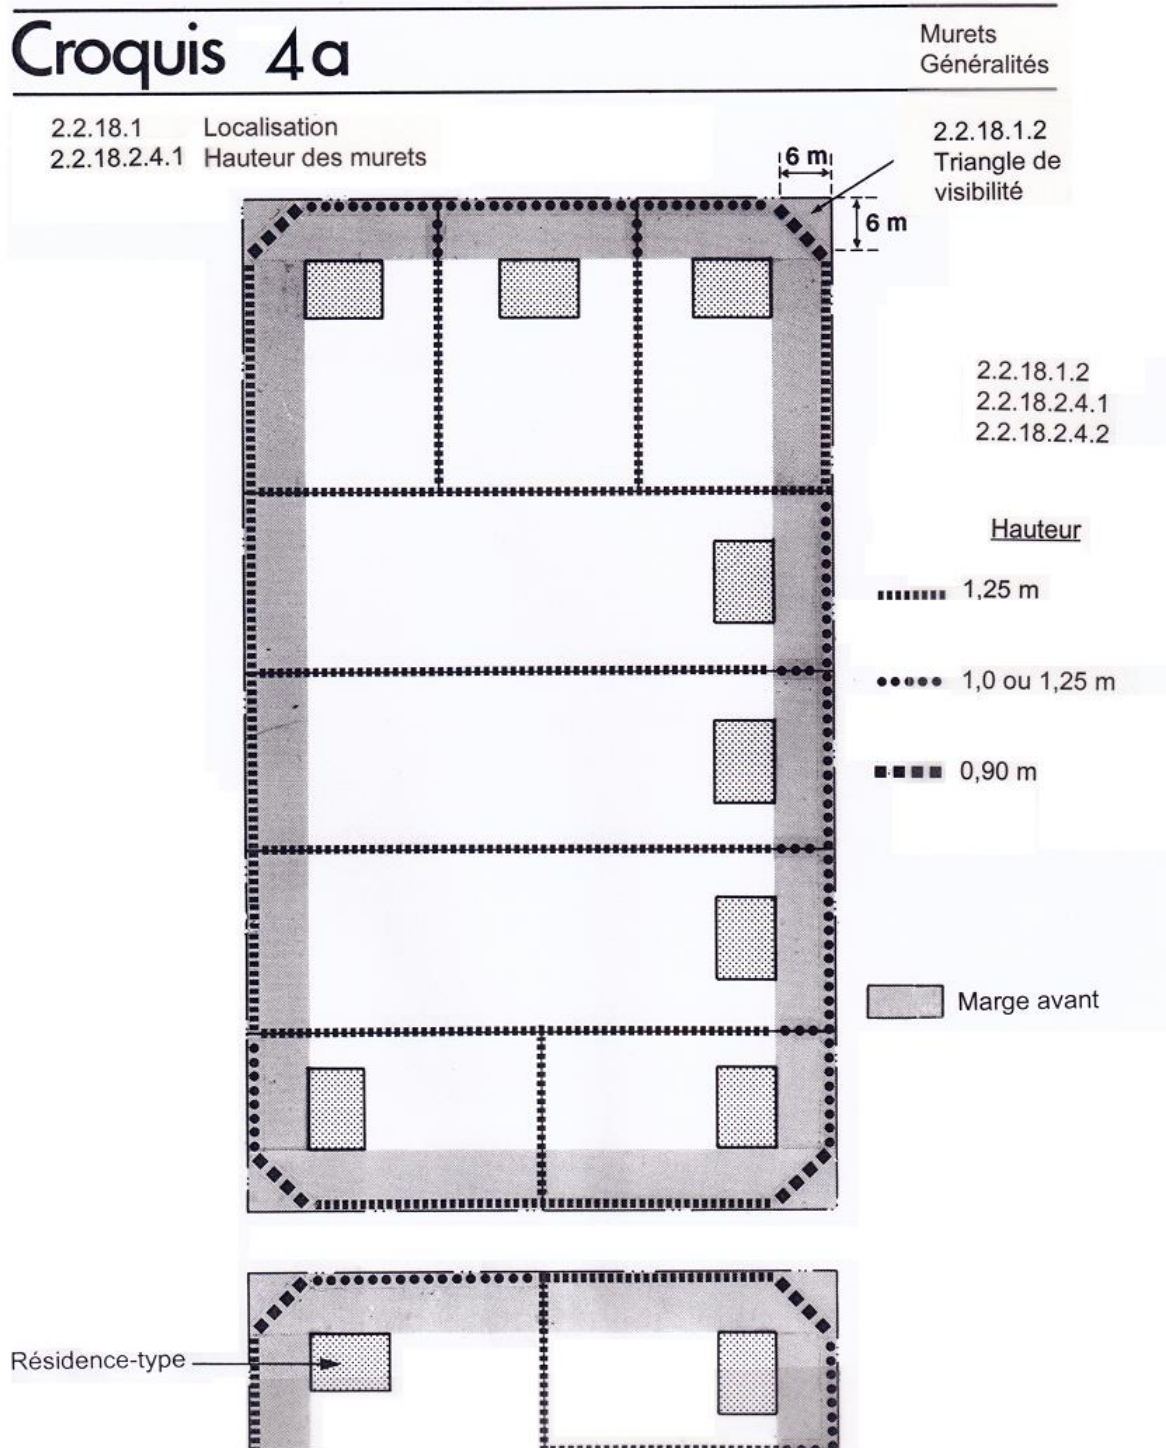 Croquis 4a
Murets
Généralités
2.2.18.1 Localisation
2.2.18.2.4.1 Hauteur des murets
6 m
2.2.18.1.2
Triangle de
visibilité
6 m
2.2.18.1.2
2.2.18.2.4.1
2.2.18.2.4.2
Hauteur
1,25 m
1,0 ou 1,25 m
0,90 m
Marge avant
Résidence-type